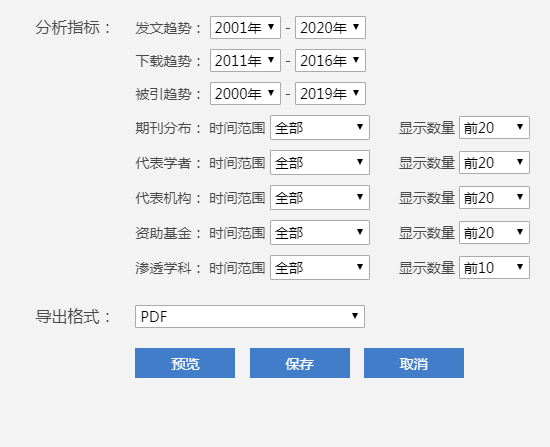 分析指标： 发文趋势： 2001年 - 2020年
下载趋势： 2011年 - 2016年
被引趋势： 2000年 - 2019年
期刊分布： 时间范围 全部 显示数量 前20
代表学者： 时间范围 全部 显示数量 前20
代表机构： 时间范围 全部 显示数量 前20
资助基金： 时间范围 全部 显示数量 前20
渗透学科： 时间范围 全部 显示数量 前10
导出格式： PDF
预览 保存 取消